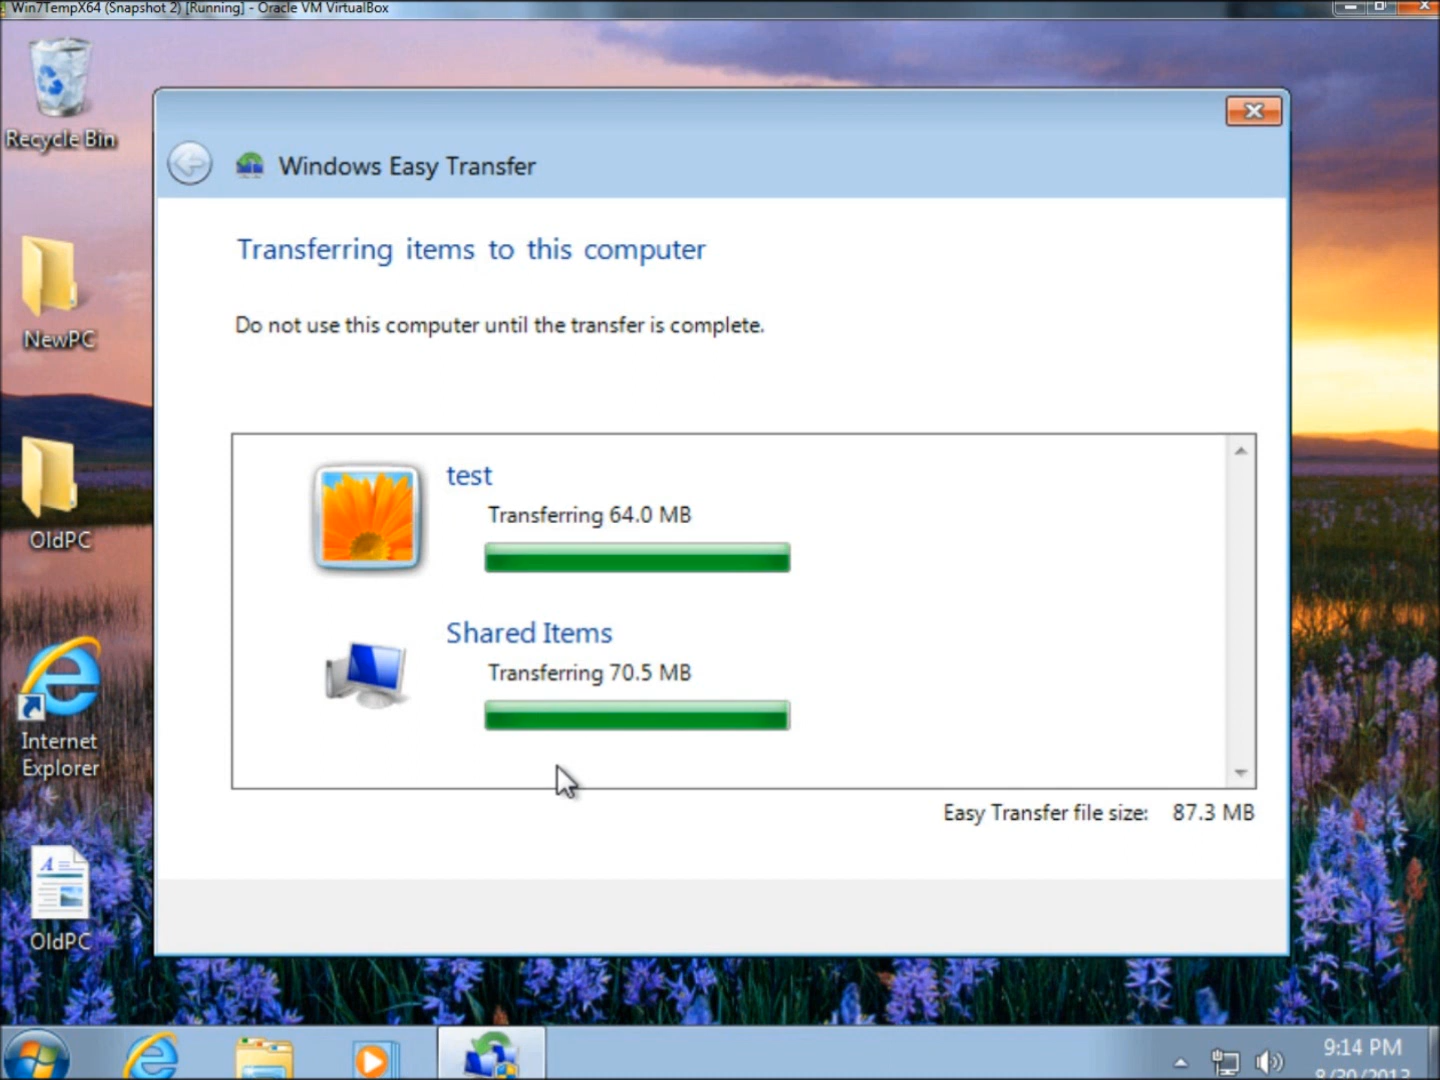 Win7TempX64 (Snapshot 2) [Running] - Oracle VM VirtualBox
Recycle Bin
Windows Easy Transfer
Transferring items to this computer
Do not use this computer until the transfer is complete.
NewPC
test
Transferring 64.0 MB
OldPC
Shared Items
Transferring 70.5 MB
Internet
Explorer
Easy Transfer file size: 87.3 MB
OldPC
9:14 PM
8/30/2013